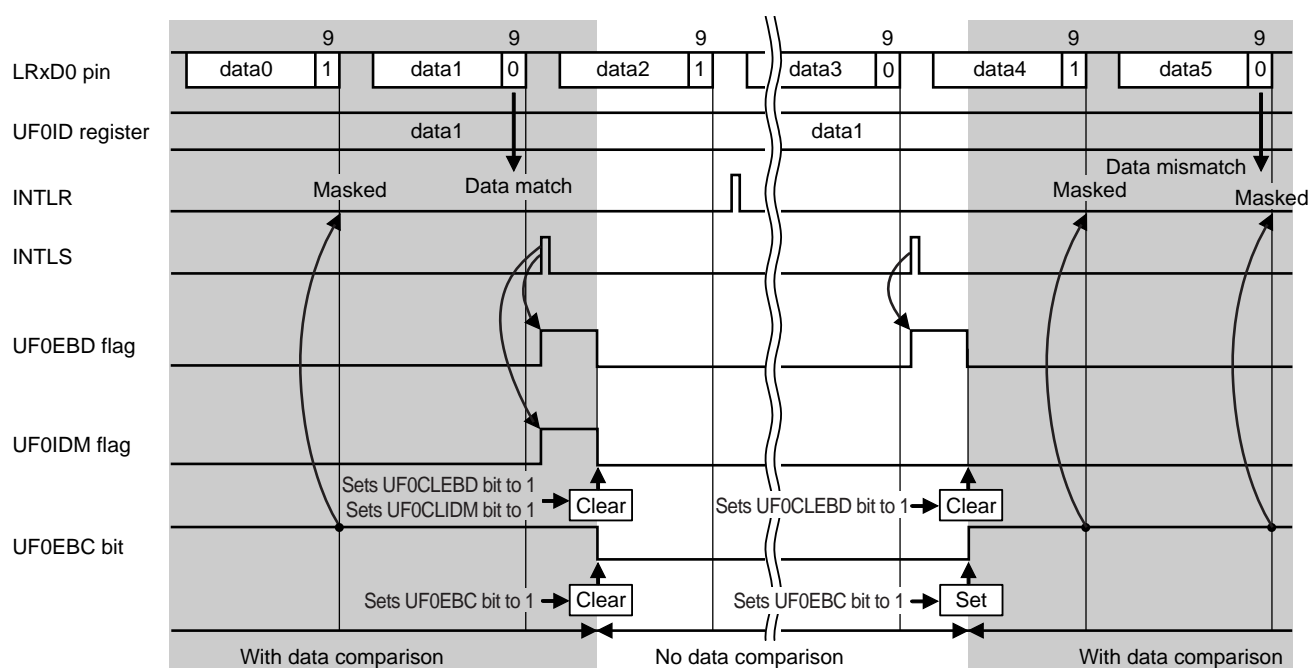 9 9 9 9 9 9
LRxD0 pin data0 1 data1 0 data2 1 data3 0 data4 1 data5 0
UF0ID register data1 data1
Data match Data mismatch
INTLR Masked Masked Masked
INTLS
UF0EBD flag
UF0IDM flag
Sets UF0CLEBD bit to 1
Sets UF0CLIDM bit to 1 Clear
Sets UF0CLEBD bit to 1 Clear
UF0EBC bit
Sets UF0EBC bit to 1 Clear Sets UF0EBC bit to 1 Set
With data comparison No data comparison With data comparison